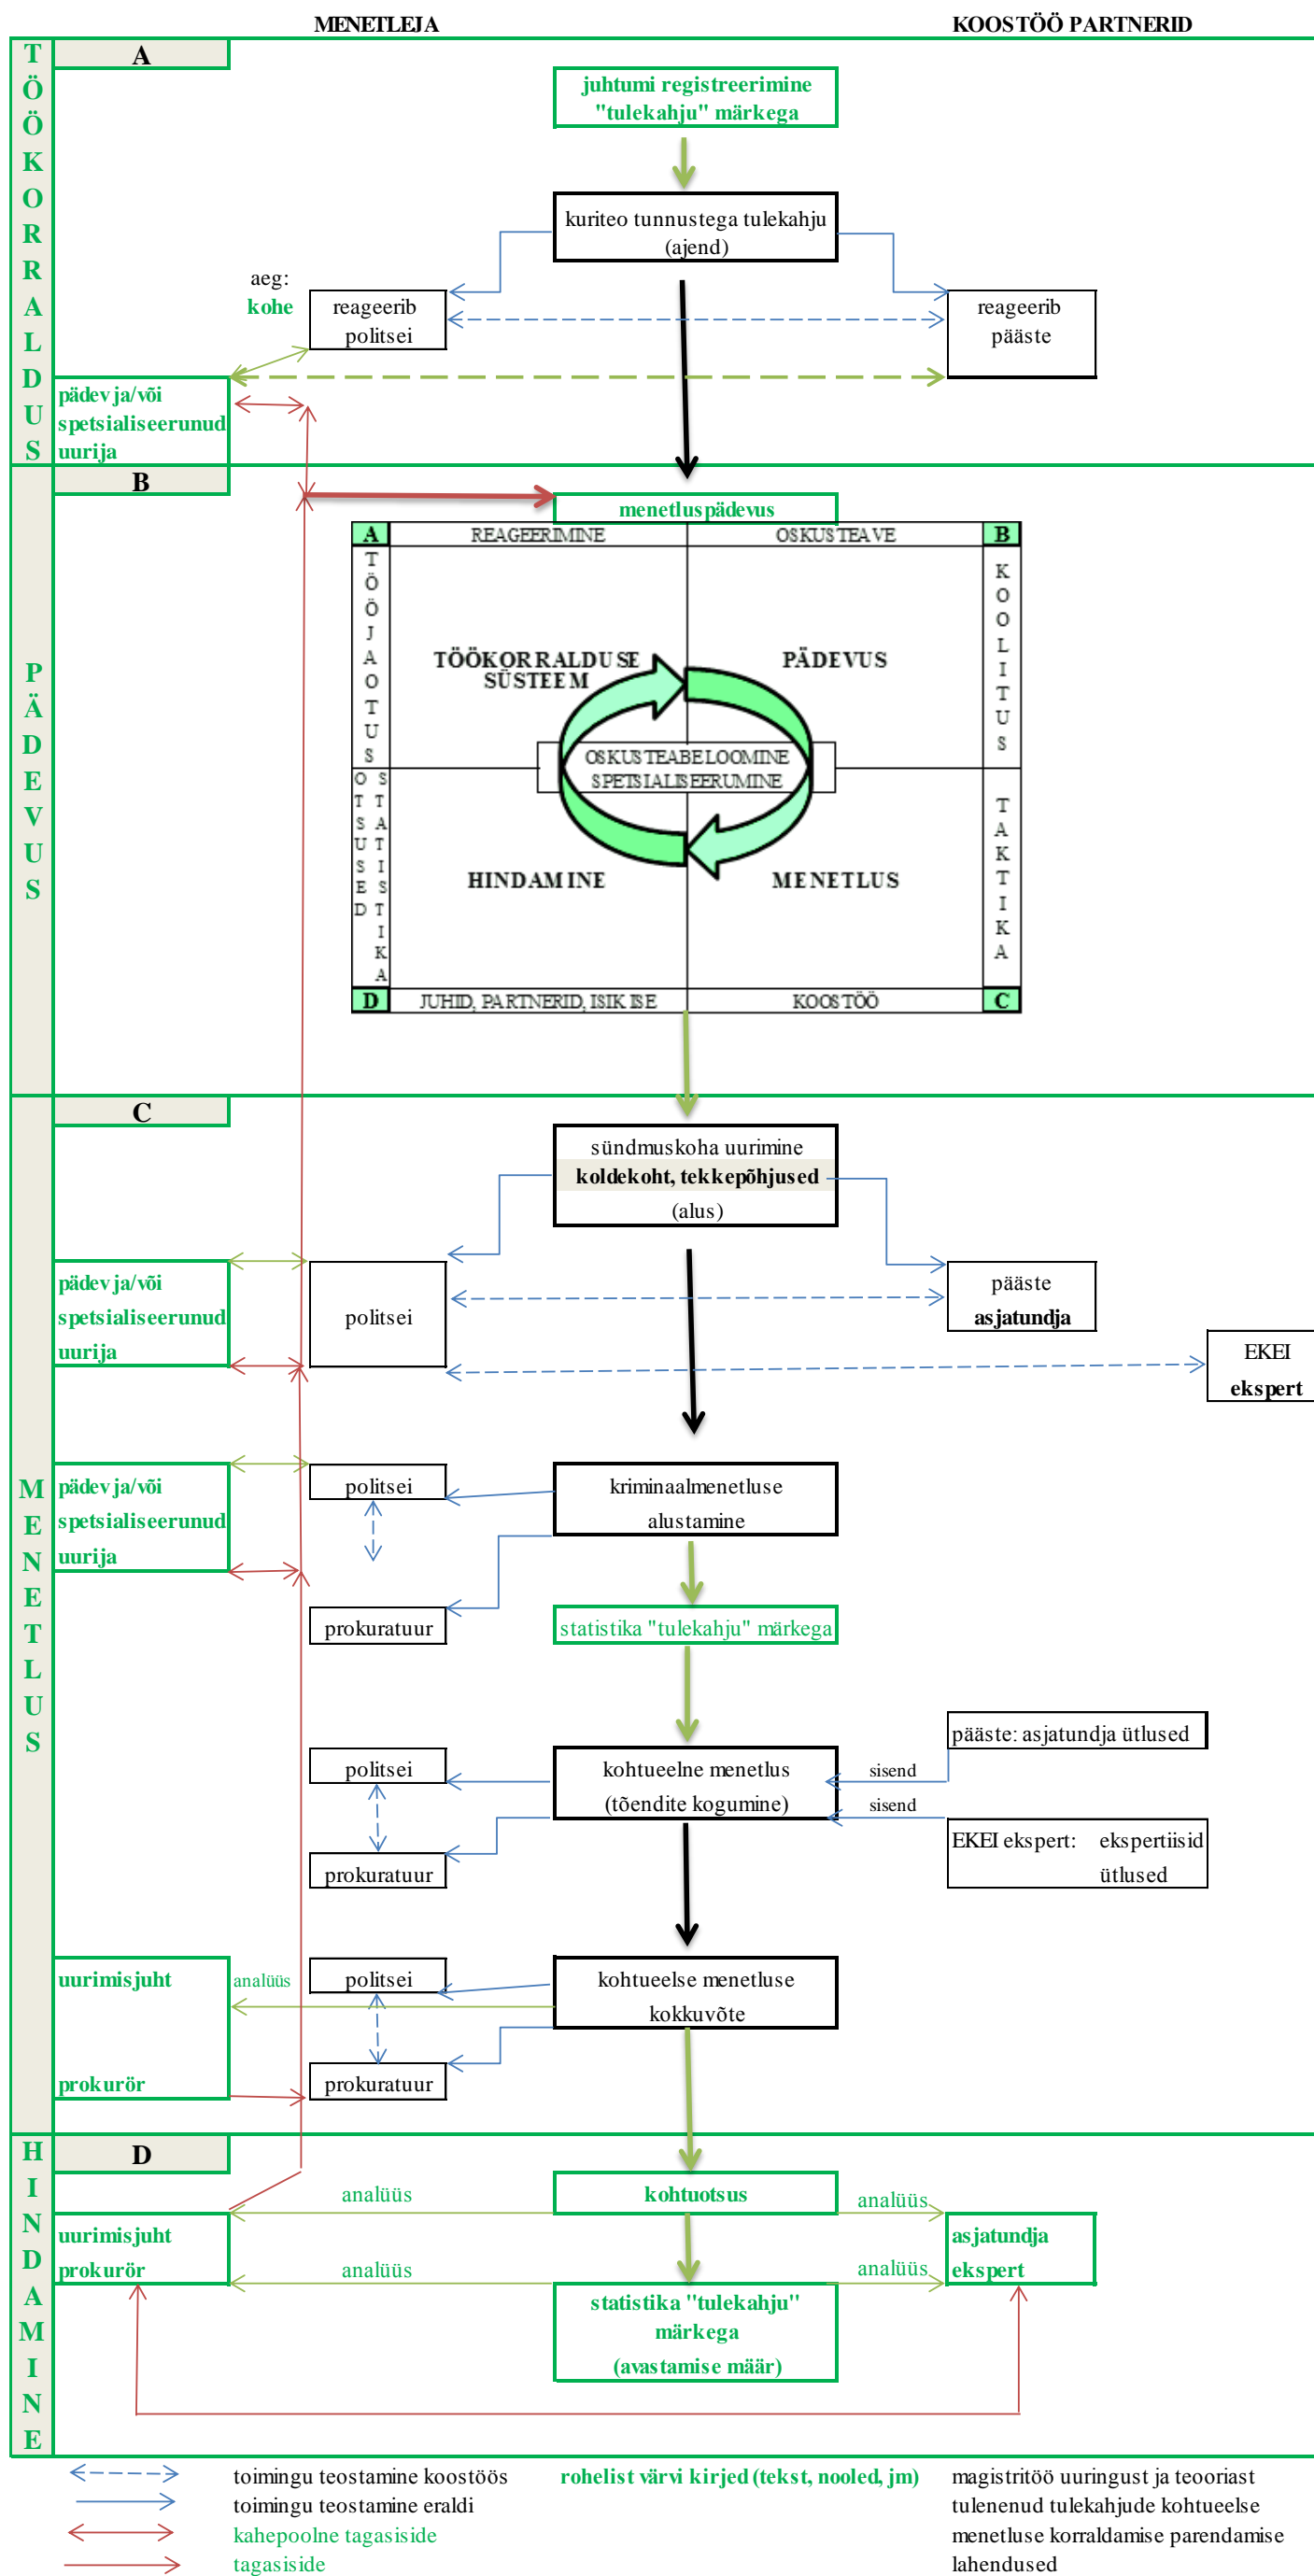 MENETLEJA KOOSTÖÖ PARTNERID
TÖÖKORRALDUS
A
juhtumi registreerimine
"tulekahju" märkega
kuriteo tunnustega tulekahju
(ajend)
aeg:
kohe
reageerib
politsei
reageerib
pääste
pädev ja/või
spetsialiseerunud
uurija
PÄDEVUS
B
menetluspädevus
A REAGEERIMINE OSKUSTEAVE B
TÖÖJAOTUS
KOOLITUS
TÖÖKORRALDUSE
SÜSTEEM
PÄDEVUS
OSKUSTEABE LOOMINE
SPETSIALISEERUMINE
OTSUSED
STATISTIKA
TAKTIKA
HINDAMINE MENETLUS
D JUHID, PARTNERID, ISIK ISE KOOSTÖÖ C
MENETLUS
C
sündmuskoha uurimine
koldekoht, tekkepõhjused
(alus)
pädev ja/või
spetsialiseerunud
uurija
politsei
pääste
asjatundja
EKEI
ekspert
pädev ja/või
spetsialiseerunud
uurija
politsei
kriminaalmenetluse
alustamine
prokuratuur
statistika "tulekahju" märkega
pääste: asjatundja ütlused
politsei
kohtueelne menetlus
(tõendite kogumine)
sisend
sisend
EKEI ekspert: ekspertiisid
ütlused
prokuratuur
uurimisjuht
analüüs
politsei
kohtueelse menetluse
kokkuvõte
prokurör
prokuratuur
HINDAMINE
D
analüüs
kohtuotsus
analüüs
uurimisjuht
prokurör
asjatundja
ekspert
analüüs
analüüs
statistika "tulekahju"
märkega
(avastamise määr)
toimingu teostamine koostöös rohelist värvi kirjed (tekst, nooled, jm) magistritöö uuringust ja teooriast
toimingu teostamine eraldi tulenenud tulekahjude kohtueelse
kahepoolne tagasiside menetluse korraldamise parendamise
tagasiside lahendused